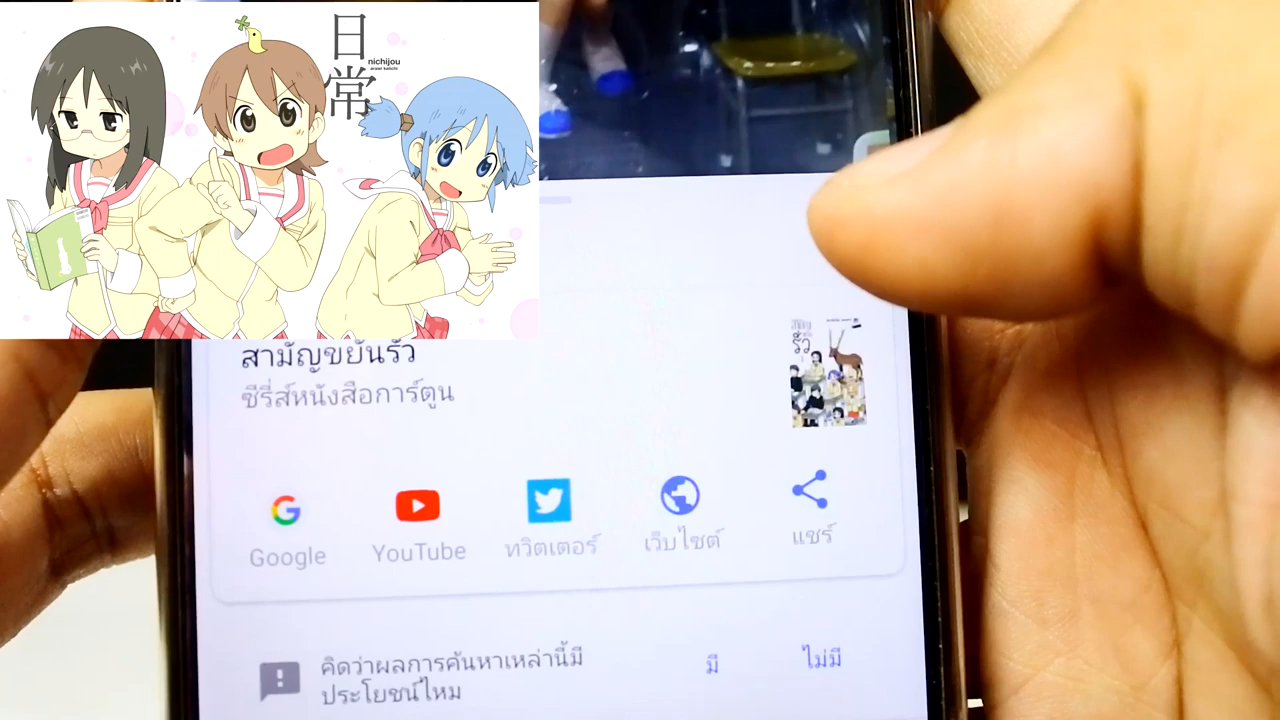 日常
nichijou
arawi keiichi
สามัญขยันรั่ว
ซีรี่ส์หนังสือการ์ตูน
Google
YouTube
ทวิตเตอร์
เว็บไซต์
แชร์
คิดว่าผลการค้นหาเหล่านี้มี
ประโยชน์ไหม
มี
ไม่มี